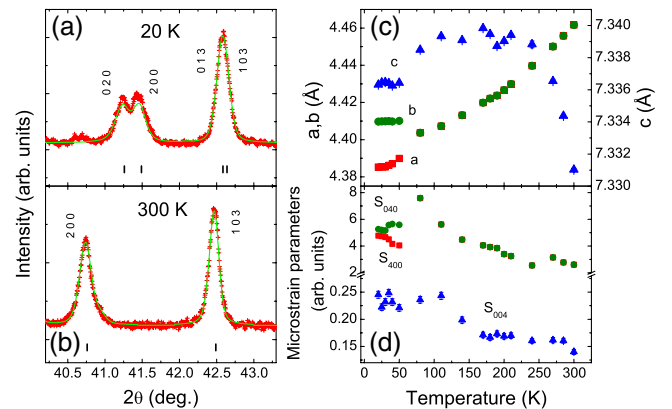 (a)
20 K
0 2 0
2 0 0
0 1 3
1 0 3
300 K
2 0 0
1 0 3
(b)
Intensity (arb. units)
40.5 41.0 41.5 42.0 42.5 43.0
2θ (deg.)
(c)
4.46
4.44
4.42
4.40
4.38
a,b (Å)
c
b
a
7.340
7.338
7.336
7.334
7.332
7.330
c (Å)
8
6
4
2
0.25
0.20
0.15
Microstrain parameters
(arb. units)
S040
S400
S004
(d)
0 50 100 150 200 250 300
Temperature (K)